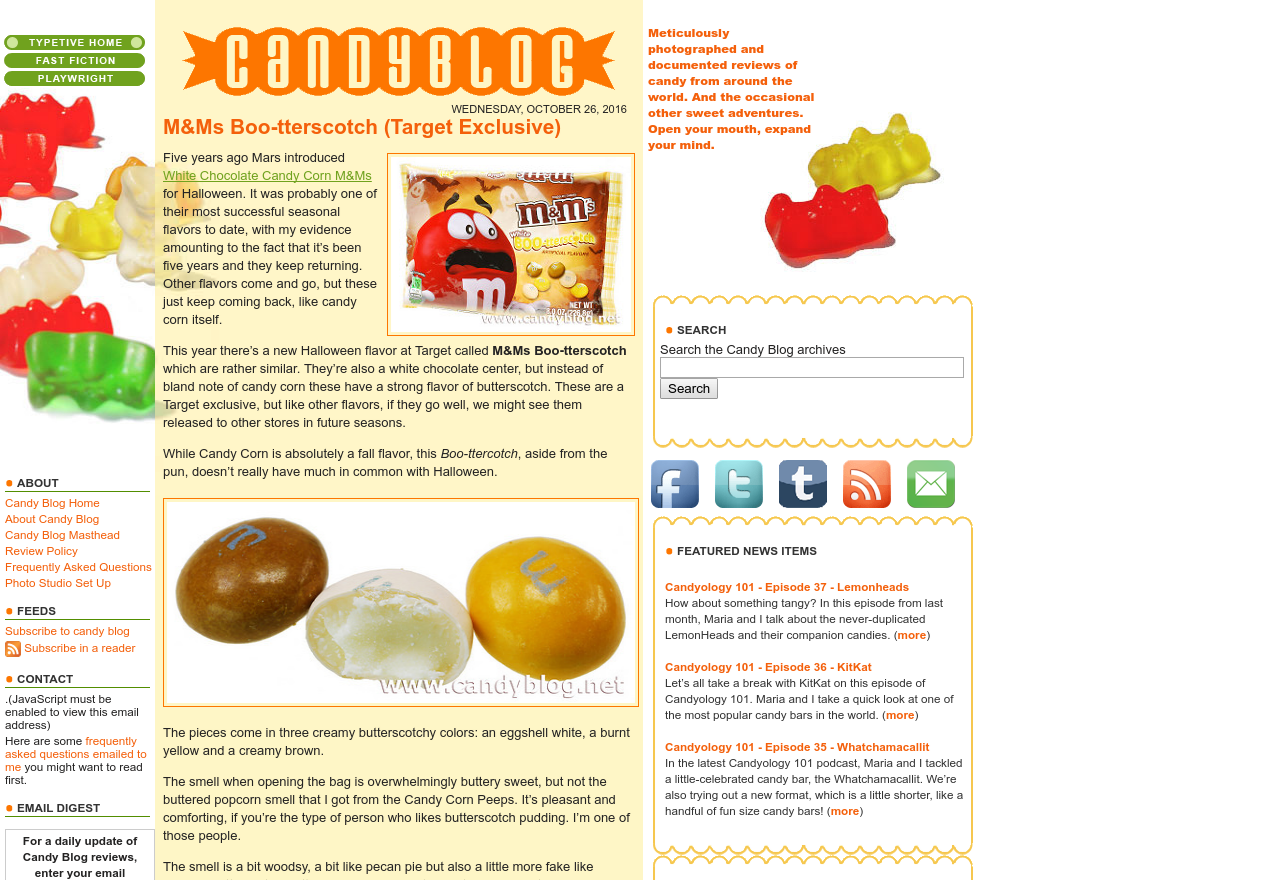 TYPETIVE HOME
FAST FICTION
PLAYWRIGHT
ABOUT
Candy Blog Home
About Candy Blog
Candy Blog Masthead
Review Policy
Frequently Asked Questions
Photo Studio Set Up
FEEDS
Subscribe to candy blog
Subscribe in a reader
CONTACT
.(JavaScript must be
enabled to view this email
address)
Here are some frequently
asked questions emailed to
me you might want to read
first.
EMAIL DIGEST
For a daily update of
Candy Blog reviews,
enter your email
CANDYBLOG
WEDNESDAY, OCTOBER 26, 2016
M&Ms Boo-tterscotch (Target Exclusive)
Five years ago Mars introduced
White Chocolate Candy Corn M&Ms
for Halloween. It was probably one of
their most successful seasonal
flavors to date, with my evidence
amounting to the fact that it's been
five years and they keep returning.
Other flavors come and go, but these
just keep coming back, like candy
corn itself.
m&m's
White
BOO-tterscotch
ARTIFICIAL FLAVORS
m
NET WT
www.candyblog.net
This year there's a new Halloween flavor at Target called M&Ms Boo-tterscotch
which are rather similar. They're also a white chocolate center, but instead of
bland note of candy corn these have a strong flavor of butterscotch. These are a
Target exclusive, but like other flavors, if they go well, we might see them
released to other stores in future seasons.
While Candy Corn is absolutely a fall flavor, this Boo-ttercotch, aside from the
pun, doesn't really have much in common with Halloween.
m
m
www.candyblog.net
The pieces come in three creamy butterscotchy colors: an eggshell white, a burnt
yellow and a creamy brown.
The smell when opening the bag is overwhelmingly buttery sweet, but not the
buttered popcorn smell that I got from the Candy Corn Peeps. It's pleasant and
comforting, if you're the type of person who likes butterscotch pudding. I'm one of
those people.
The smell is a bit woodsy, a bit like pecan pie but also a little more fake like
Meticulously
photographed and
documented reviews of
candy from around the
world. And the occasional
other sweet adventures.
Open your mouth, expand
your mind.
SEARCH
Search the Candy Blog archives
Search
FEATURED NEWS ITEMS
Candyology 101 - Episode 37 - Lemonheads
How about something tangy? In this episode from last
month, Maria and I talk about the never-duplicated
LemonHeads and their companion candies. (more)
Candyology 101 - Episode 36 - KitKat
Let's all take a break with KitKat on this episode of
Candyology 101. Maria and I take a quick look at one of
the most popular candy bars in the world. (more)
Candyology 101 - Episode 35 - Whatchamacallit
In the latest Candyology 101 podcast, Maria and I tackled
a little-celebrated candy bar, the Whatchamacallit. We're
also trying out a new format, which is a little shorter, like a
handful of fun size candy bars! (more)